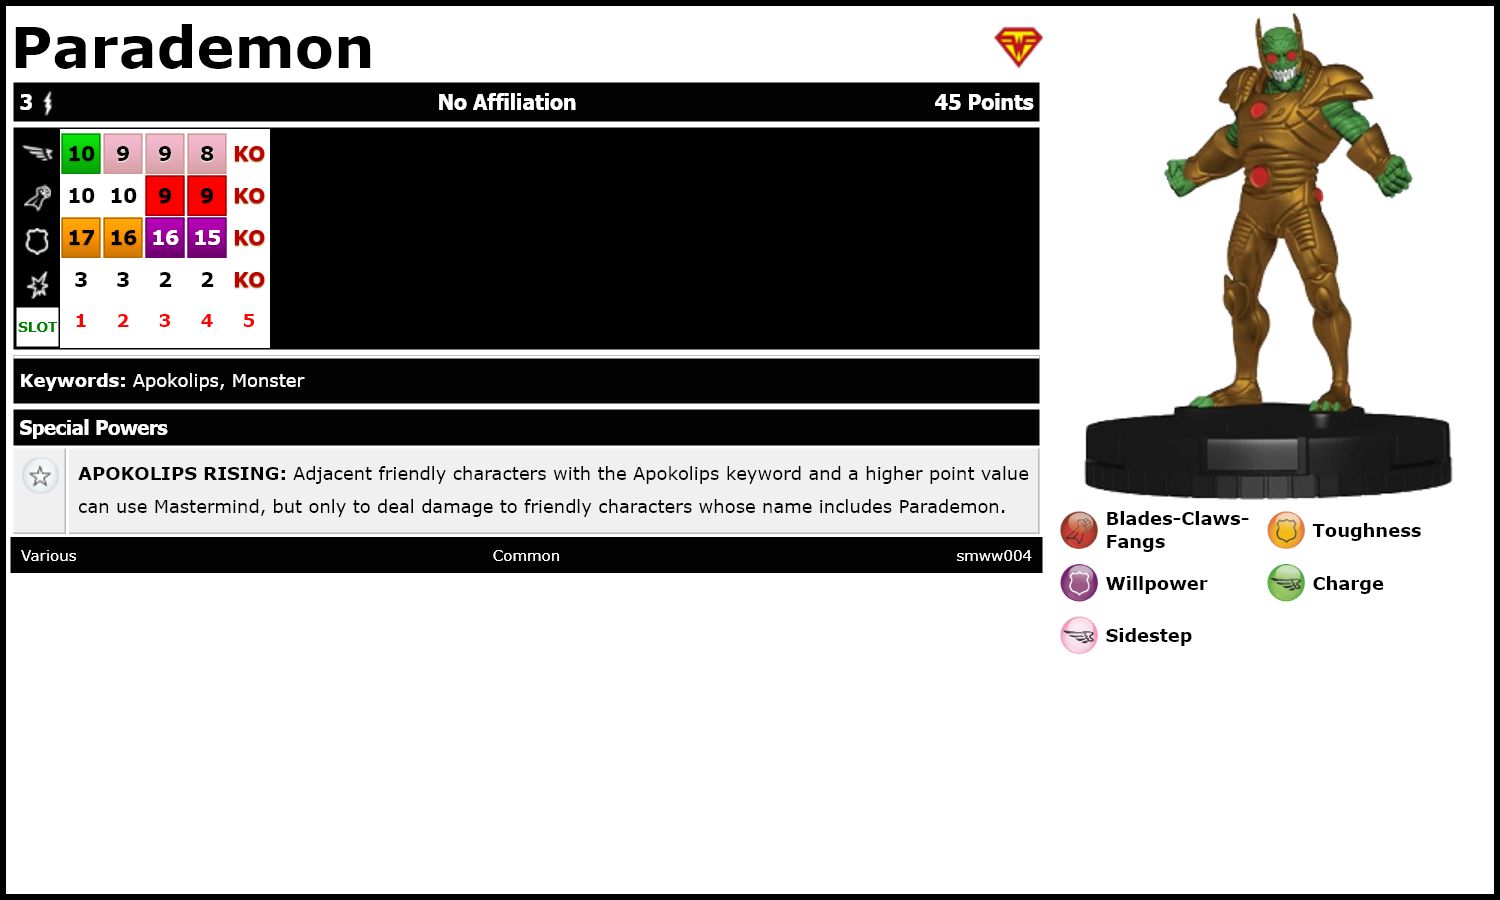 Parademon
3 No Affiliation 45 Points
10 9 9 8 KO
10 10 9 9 KO
17 16 16 15 KO
3 3 2 2 KO
SLOT 1 2 3 4 5
Keywords: Apokolips, Monster
Special Powers
APOKOLIPS RISING: Adjacent friendly characters with the Apokolips keyword and a higher point value
can use Mastermind, but only to deal damage to friendly characters whose name includes Parademon.
Various Common smww004
Blades-Claws-
Fangs
Toughness
Willpower
Charge
Sidestep